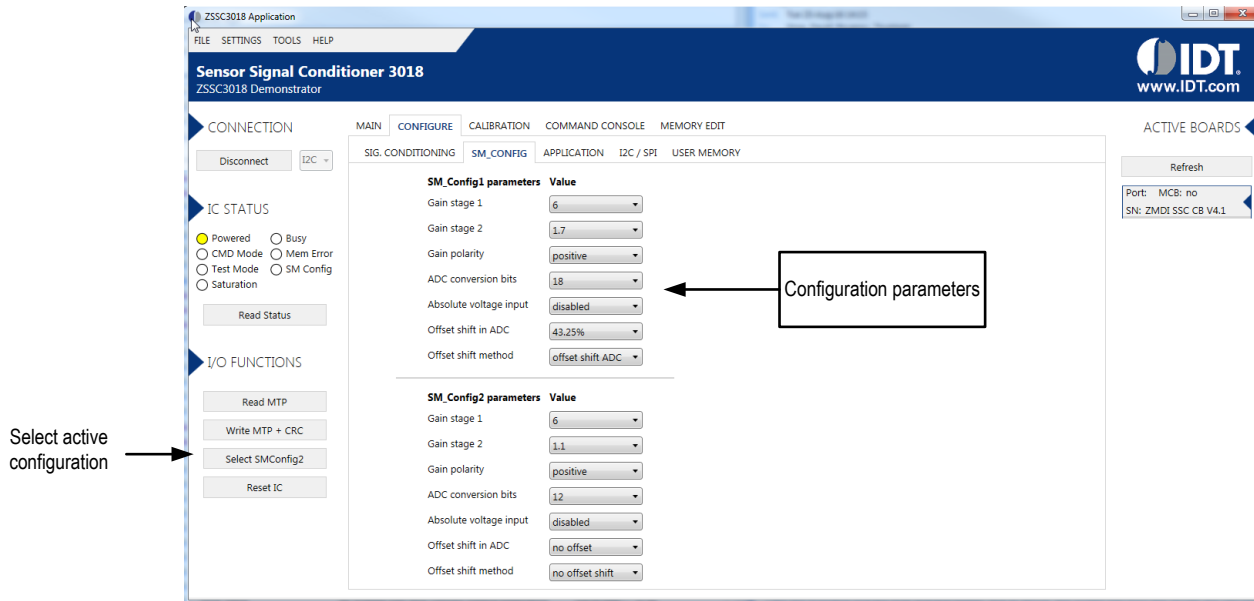 ZSSC3018 Application
FILE SETTINGS TOOLS HELP
Sensor Signal Conditioner 3018
ZSSC3018 Demonstrator
IDT.
www.IDT.com
CONNECTION
Disconnect I2C
IC STATUS
Powered Busy
CMD Mode Mem Error
Test Mode SM Config
Saturation
Read Status
I/O FUNCTIONS
Read MTP
Write MTP + CRC
Select SMConfig2
Reset IC
Select active
configuration
MAIN CONFIGURE CALIBRATION COMMAND CONSOLE MEMORY EDIT
SIG. CONDITIONING SM_CONFIG APPLICATION I2C / SPI USER MEMORY
SM_Config1 parameters Value
Gain stage 1 6
Gain stage 2 1.7
Gain polarity positive
ADC conversion bits 18
Absolute voltage input disabled
Offset shift in ADC 43.25%
Offset shift method offset shift ADC
SM_Config2 parameters Value
Gain stage 1 6
Gain stage 2 1.1
Gain polarity positive
ADC conversion bits 12
Absolute voltage input disabled
Offset shift in ADC no offset
Offset shift method no offset shift
Configuration parameters
ACTIVE BOARDS
Refresh
Port: MCB: no
SN: ZMDI SSC CB V4.1